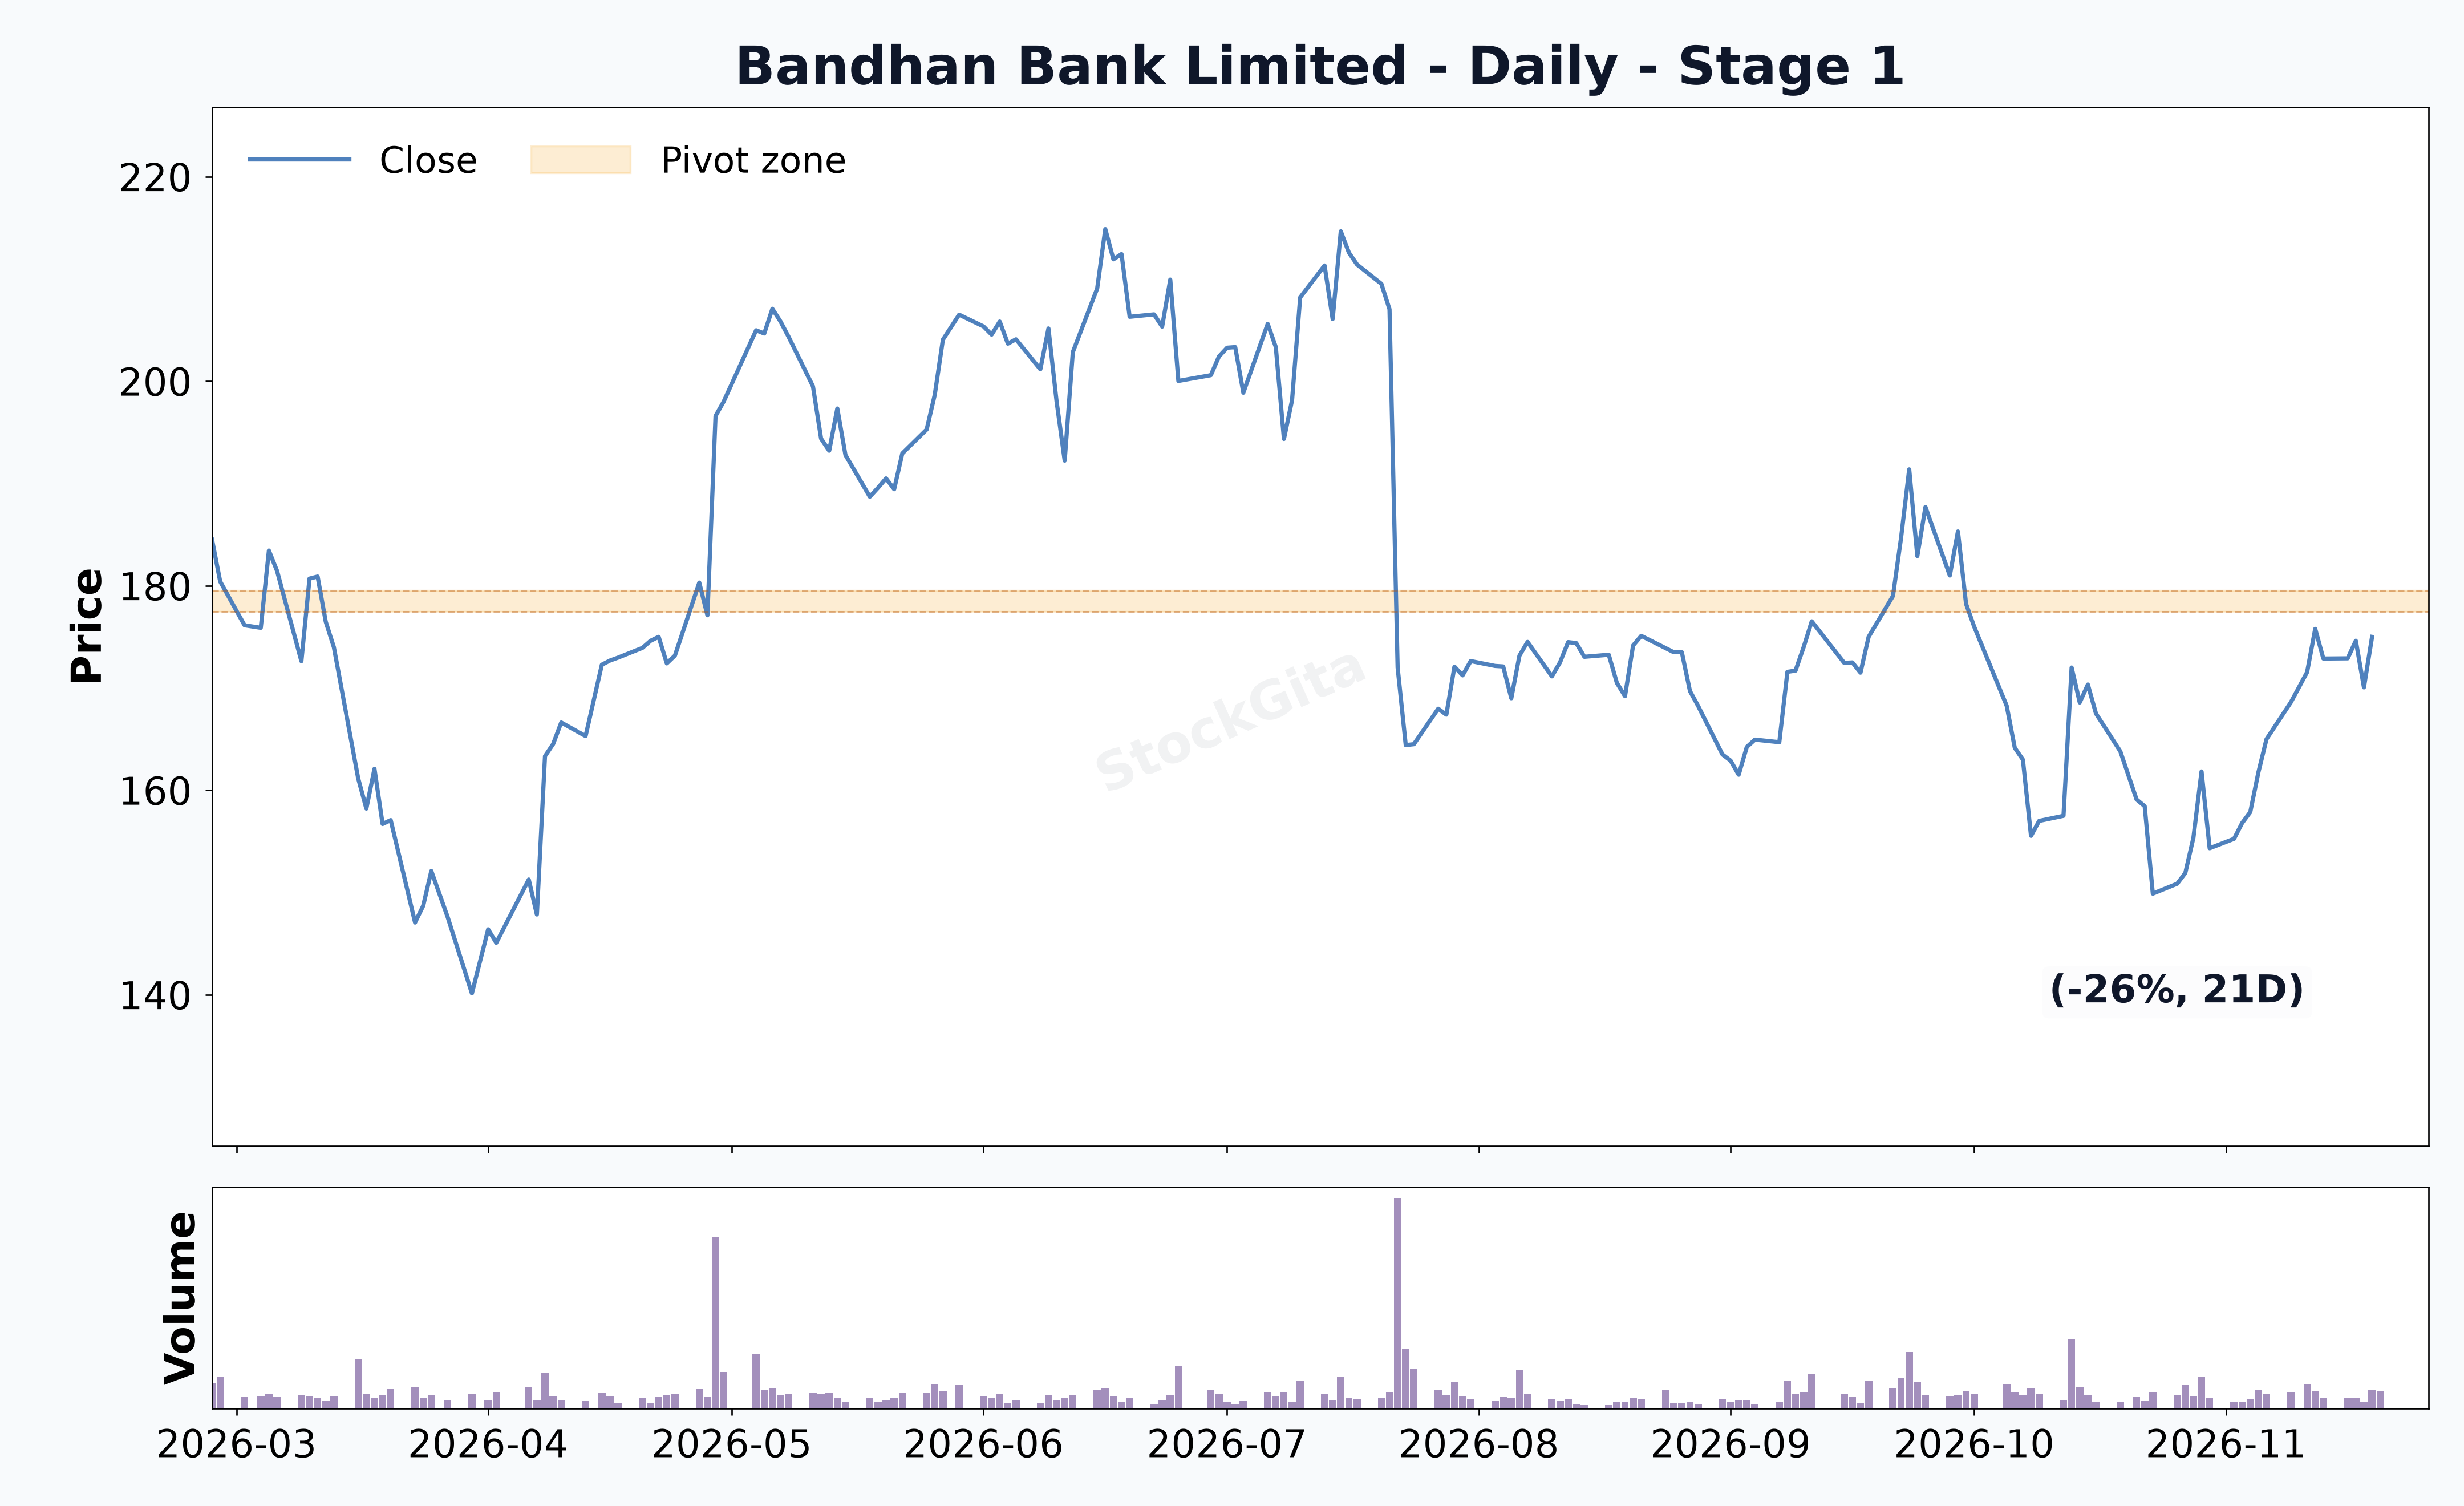 Bandhan Bank Limited - Daily - Stage 1
Close
Pivot zone
Price
220
200
180
160
140
StockGita
(-26%, 21D)
Volume
2026-03
2026-04
2026-05
2026-06
2026-07
2026-08
2026-09
2026-10
2026-11